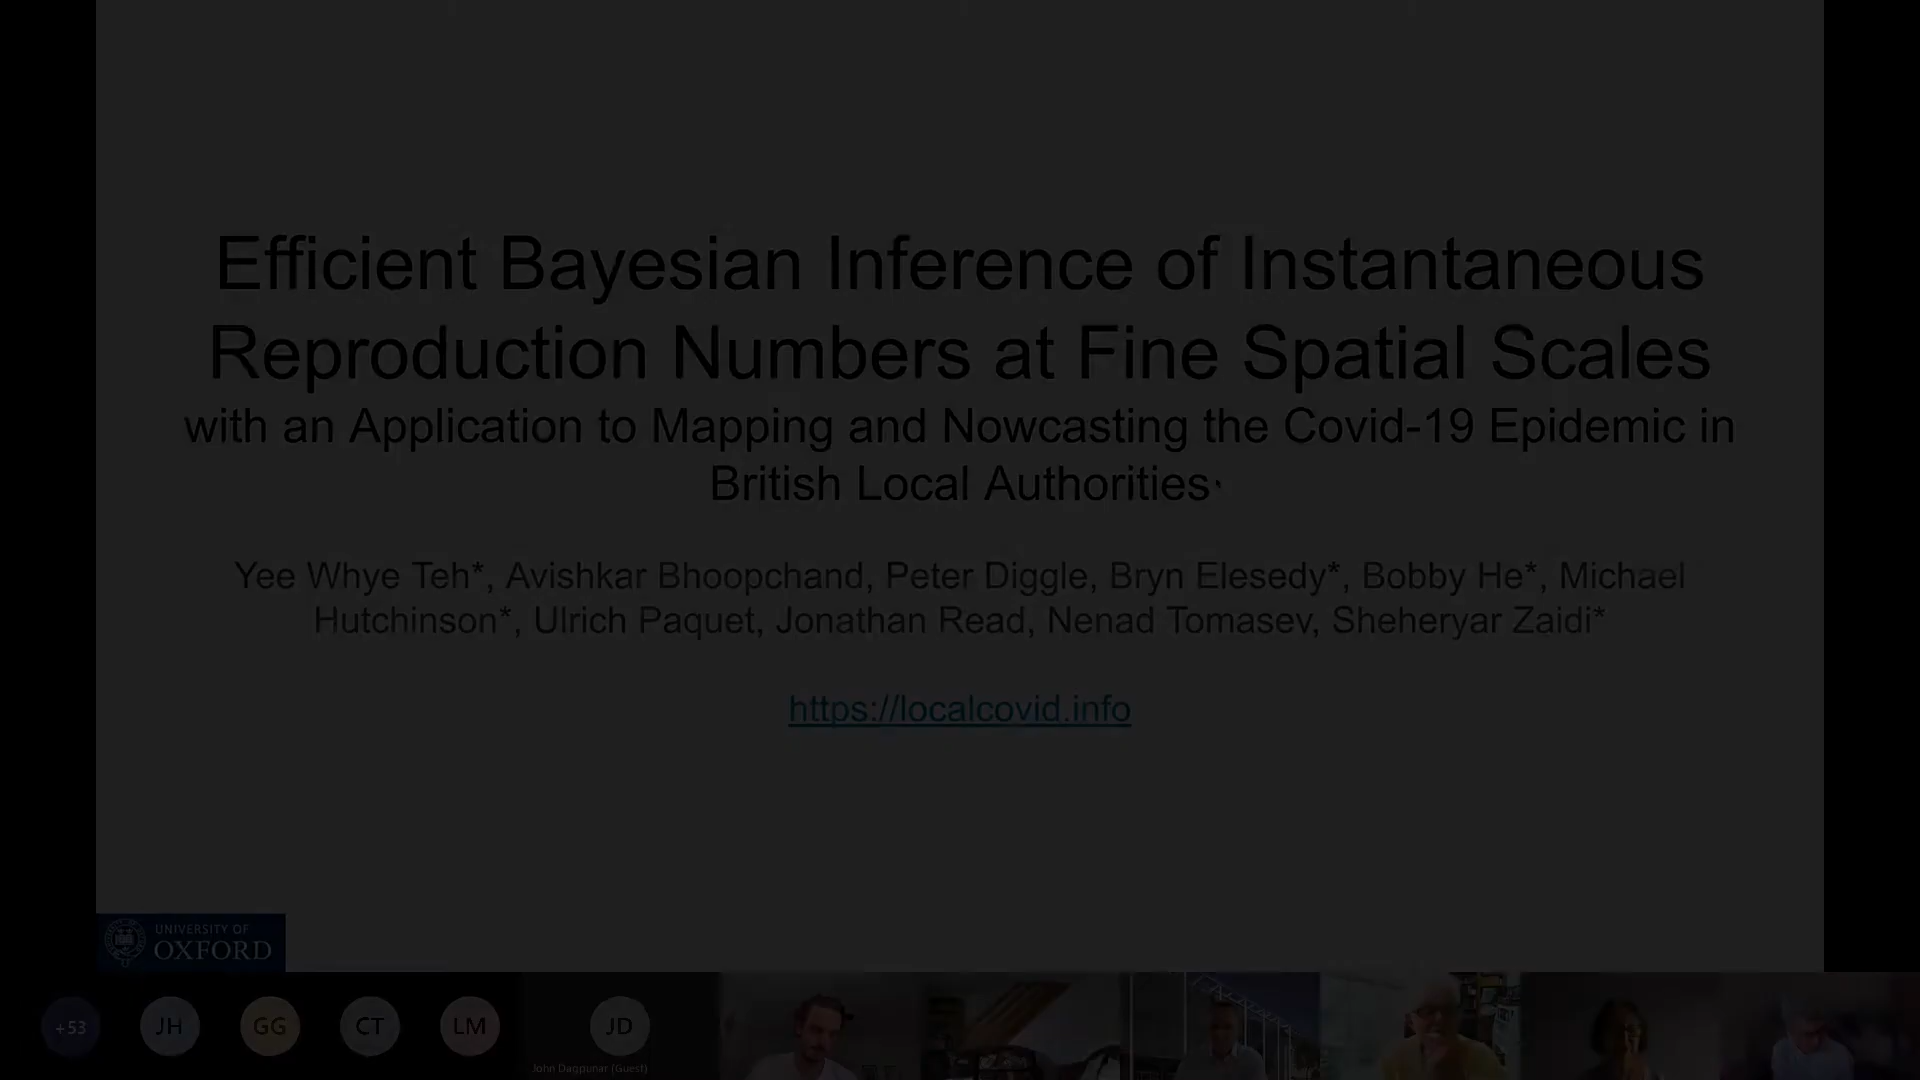 Efficient Bayesian Inference of Instantaneous
Reproduction Numbers at Fine Spatial Scales
with an Application to Mapping and Nowcasting the Covid-19 Epidemic in
British Local Authorities
Yee Whye Teh*, Avishkar Bhoopchand, Peter Diggle, Bryn Elesedy*, Bobby He*, Michael
Hutchinson*, Ulrich Paquet, Jonathan Read, Nenad Tomasev, Sheheryar Zaidi*
https://localcovid.info
UNIVERSITY OF
OXFORD
+53
JH
GG
CT
LM
JD
John Dagpunar (Guest)